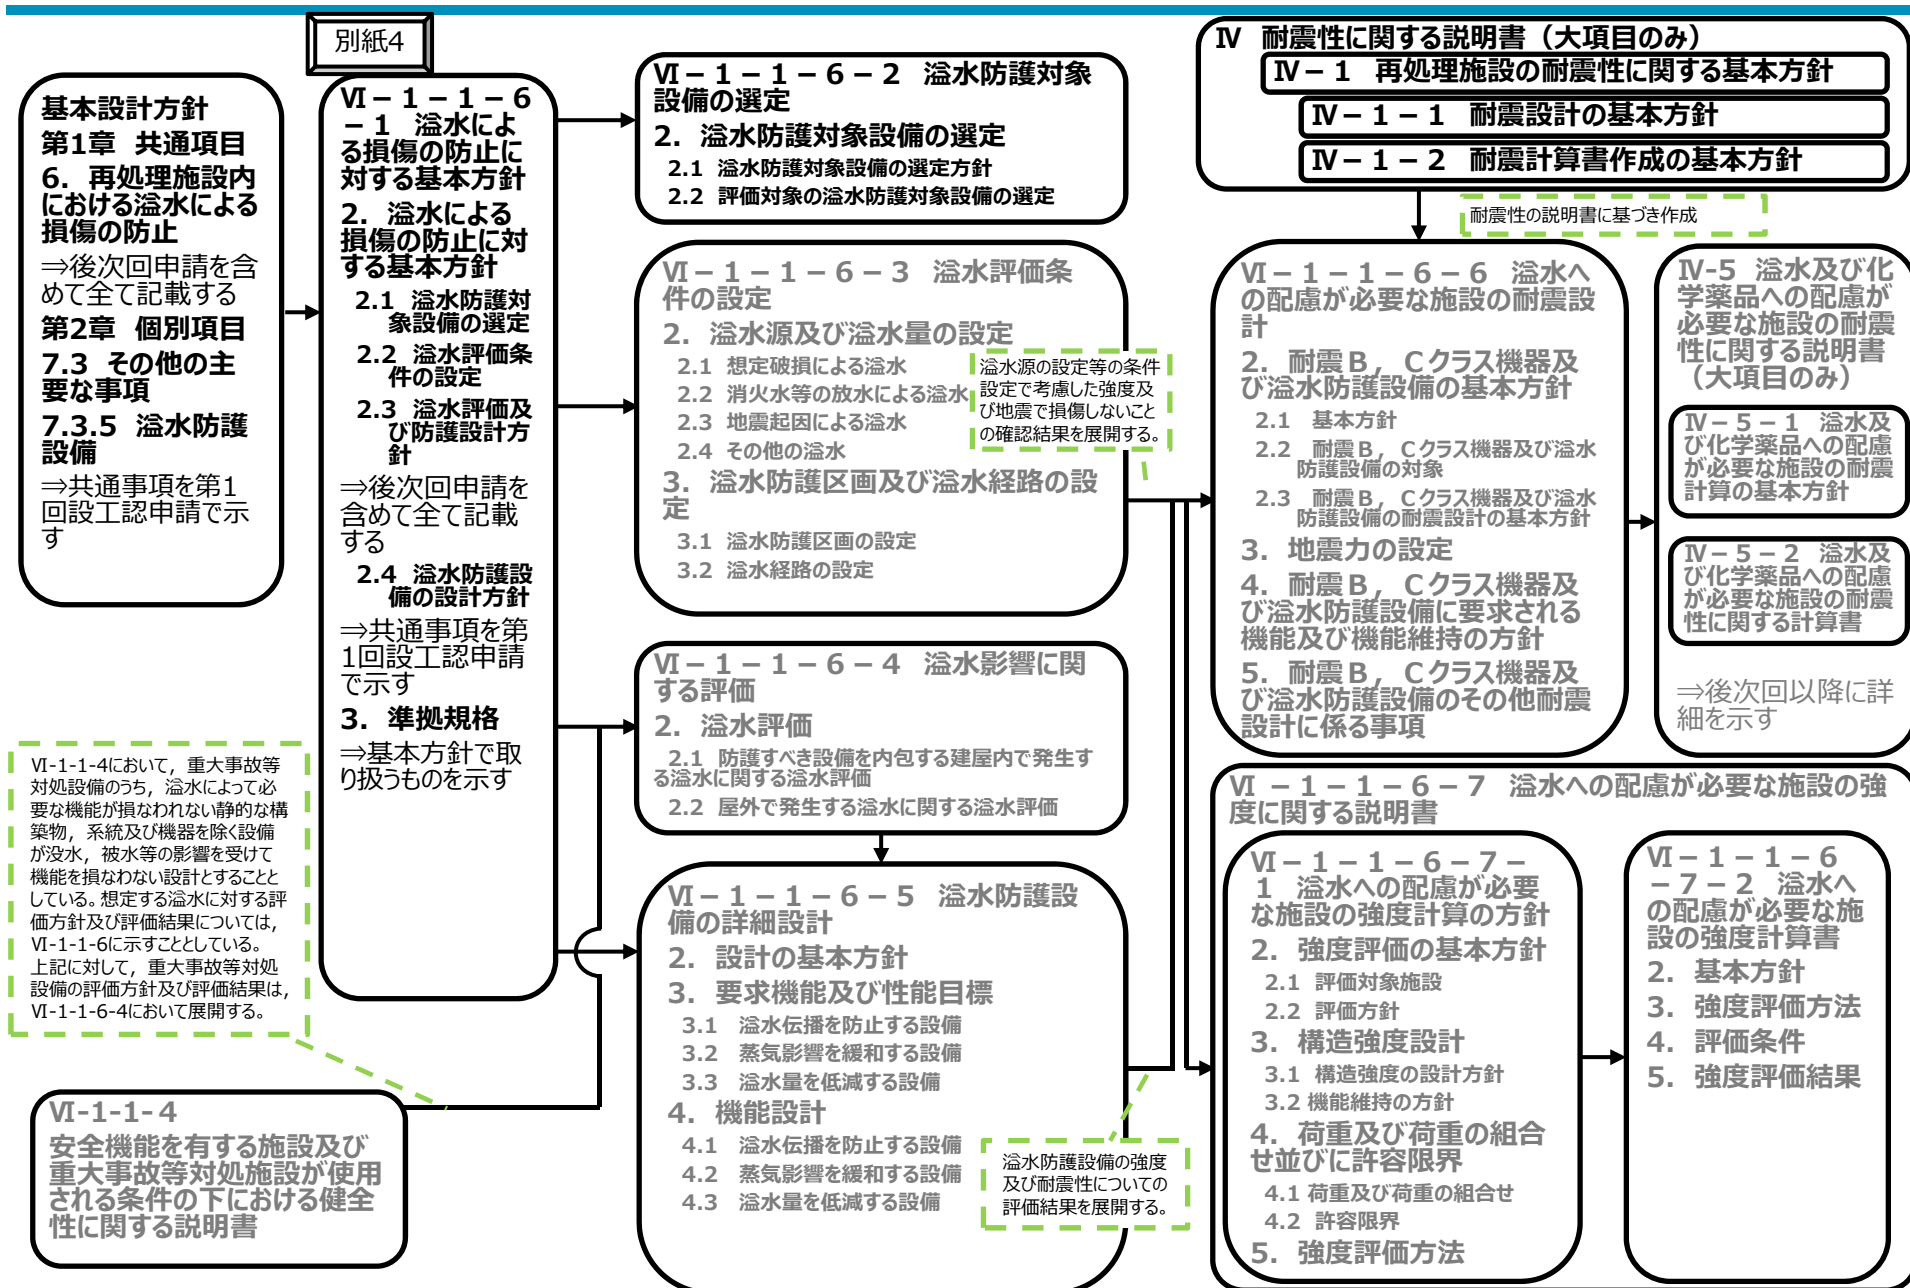 別紙4
基本設計方針
第1章 共通項目
6. 再処理施設内
における溢水による
損傷の防止
⇒後次回申請を含
めて全て記載する
第2章 個別項目
7.3 その他の主
要な事項
7.3.5 溢水防護
設備
⇒共通事項を第1
回設工認申請で示
す
Ⅵ－１－１－６
－１ 溢水によ
る損傷の防止に
対する基本方針
2. 溢水による
損傷の防止に対
する基本方針
2.1 溢水防護対
象設備の選定
2.2 溢水評価条
件の設定
2.3 溢水評価及
び防護設計方
針
⇒後次回申請を
含めて全て記載
する
2.4 溢水防護設
備の設計方針
⇒共通事項を第
1回設工認申請
で示す
3. 準拠規格
⇒基本方針で取
り扱うものを示す
Ⅵ-1-1-4において，重大事故等
対処設備のうち，溢水によって必
要な機能が損なわれない静的な構
築物，系統及び機器を除く設備
が没水，被水等の影響を受けて
機能を損なわない設計とすることと
している。想定する溢水に対する評
価方針及び評価結果については，
Ⅵ-1-1-6に示すこととしている。
上記に対して，重大事故等対処
設備の評価方針及び評価結果は，
Ⅵ-1-1-6-4において展開する。
Ⅵ-1-1-４
安全機能を有する施設及び
重大事故等対処施設が使用
される条件の下における健全
性に関する説明書
Ⅵ－１－１－６－２ 溢水防護対象
設備の選定
2. 溢水防護対象設備の選定
2.1 溢水防護対象設備の選定方針
2.2 評価対象の溢水防護対象設備の選定
Ⅵ－１－１－６－３ 溢水評価条
件の設定
2. 溢水源及び溢水量の設定
2.1 想定破損による溢水
2.2 消火水等の放水による溢水
2.3 地震起因による溢水
2.4 その他の溢水
3. 溢水防護区画及び溢水経路の設
定
3.1 溢水防護区画の設定
3.2 溢水経路の設定
溢水源の設定等の条件
設定で考慮した強度及
び地震で損傷しないこと
の確認結果を展開する。
Ⅵ－１－１－６－４ 溢水影響に関
する評価
2. 溢水評価
2.1 防護すべき設備を内包する建屋内で発生す
る溢水に関する溢水評価
2.2 屋外で発生する溢水に関する溢水評価
Ⅵ－１－１－６－５ 溢水防護設
備の詳細設計
2. 設計の基本方針
3. 要求機能及び性能目標
3.1 溢水伝播を防止する設備
3.2 蒸気影響を緩和する設備
3.3 溢水量を低減する設備
4. 機能設計
4.1 溢水伝播を防止する設備
4.2 蒸気影響を緩和する設備
4.3 溢水量を低減する設備
溢水防護設備の強度
及び耐震性についての
評価結果を展開する。
Ⅳ 耐震性に関する説明書（大項目のみ）
Ⅳ－１ 再処理施設の耐震性に関する基本方針
Ⅳ－１－１ 耐震設計の基本方針
Ⅳ－１－２ 耐震計算書作成の基本方針
耐震性の説明書に基づき作成
Ⅵ－１－１－６－６ 溢水へ
の配慮が必要な施設の耐震設
計
2. 耐震Ｂ，Ｃクラス機器及
び溢水防護設備の基本方針
2.1 基本方針
2.2 耐震Ｂ，Ｃクラス機器及び溢水
防護設備の対象
2.3 耐震Ｂ，Ｃクラス機器及び溢水
防護設備の耐震設計の基本方針
3. 地震力の設定
4. 耐震Ｂ，Ｃクラス機器及
び溢水防護設備に要求される
機能及び機能維持の方針
5. 耐震Ｂ，Ｃクラス機器及
び溢水防護設備のその他耐震
設計に係る事項
Ⅳ-5 溢水及び化
学薬品への配慮が
必要な施設の耐震
性に関する説明書
（大項目のみ）
Ⅳ－５－１ 溢水及
び化学薬品への配慮
が必要な施設の耐震
計算の基本方針
Ⅳ－５－２ 溢水及
び化学薬品への配慮
が必要な施設の耐震
性に関する計算書
⇒後次回以降に詳
細を示す
Ⅵ－１－１－６－７ 溢水への配慮が必要な施設の強
度に関する説明書
Ⅵ－１－１－６－７－
１ 溢水への配慮が必要
な施設の強度計算の方針
2. 強度評価の基本方針
2.1 評価対象施設
2.2 評価方針
3. 構造強度設計
3.1 構造強度の設計方針
3.2 機能維持の方針
4. 荷重及び荷重の組合
せ並びに許容限界
4.1 荷重及び荷重の組合せ
4.2 許容限界
5. 強度評価方法
Ⅵ－１－１－６
－７－２ 溢水へ
の配慮が必要な施
設の強度計算書
2. 基本方針
3. 強度評価方法
4. 評価条件
5. 強度評価結果